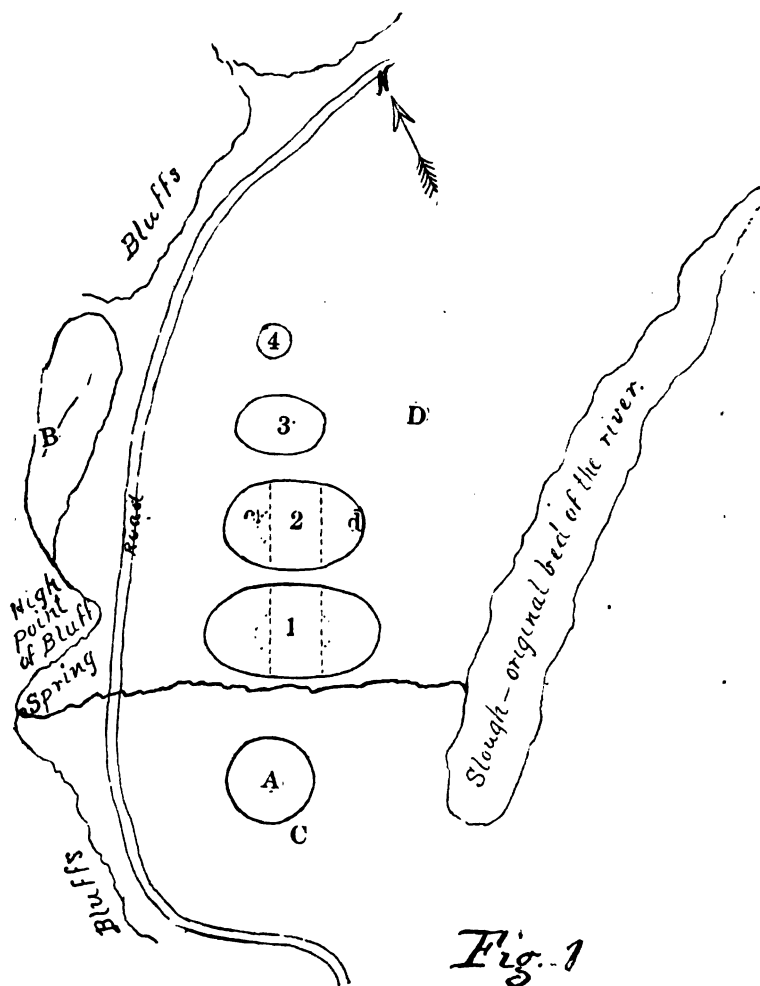 N
Bluffs
4
3
D
B
Road
2
d
1
High
Point
of Bluff
Spring
Slough-original bed of the river.
A
C
Bluffs
Fig. 1